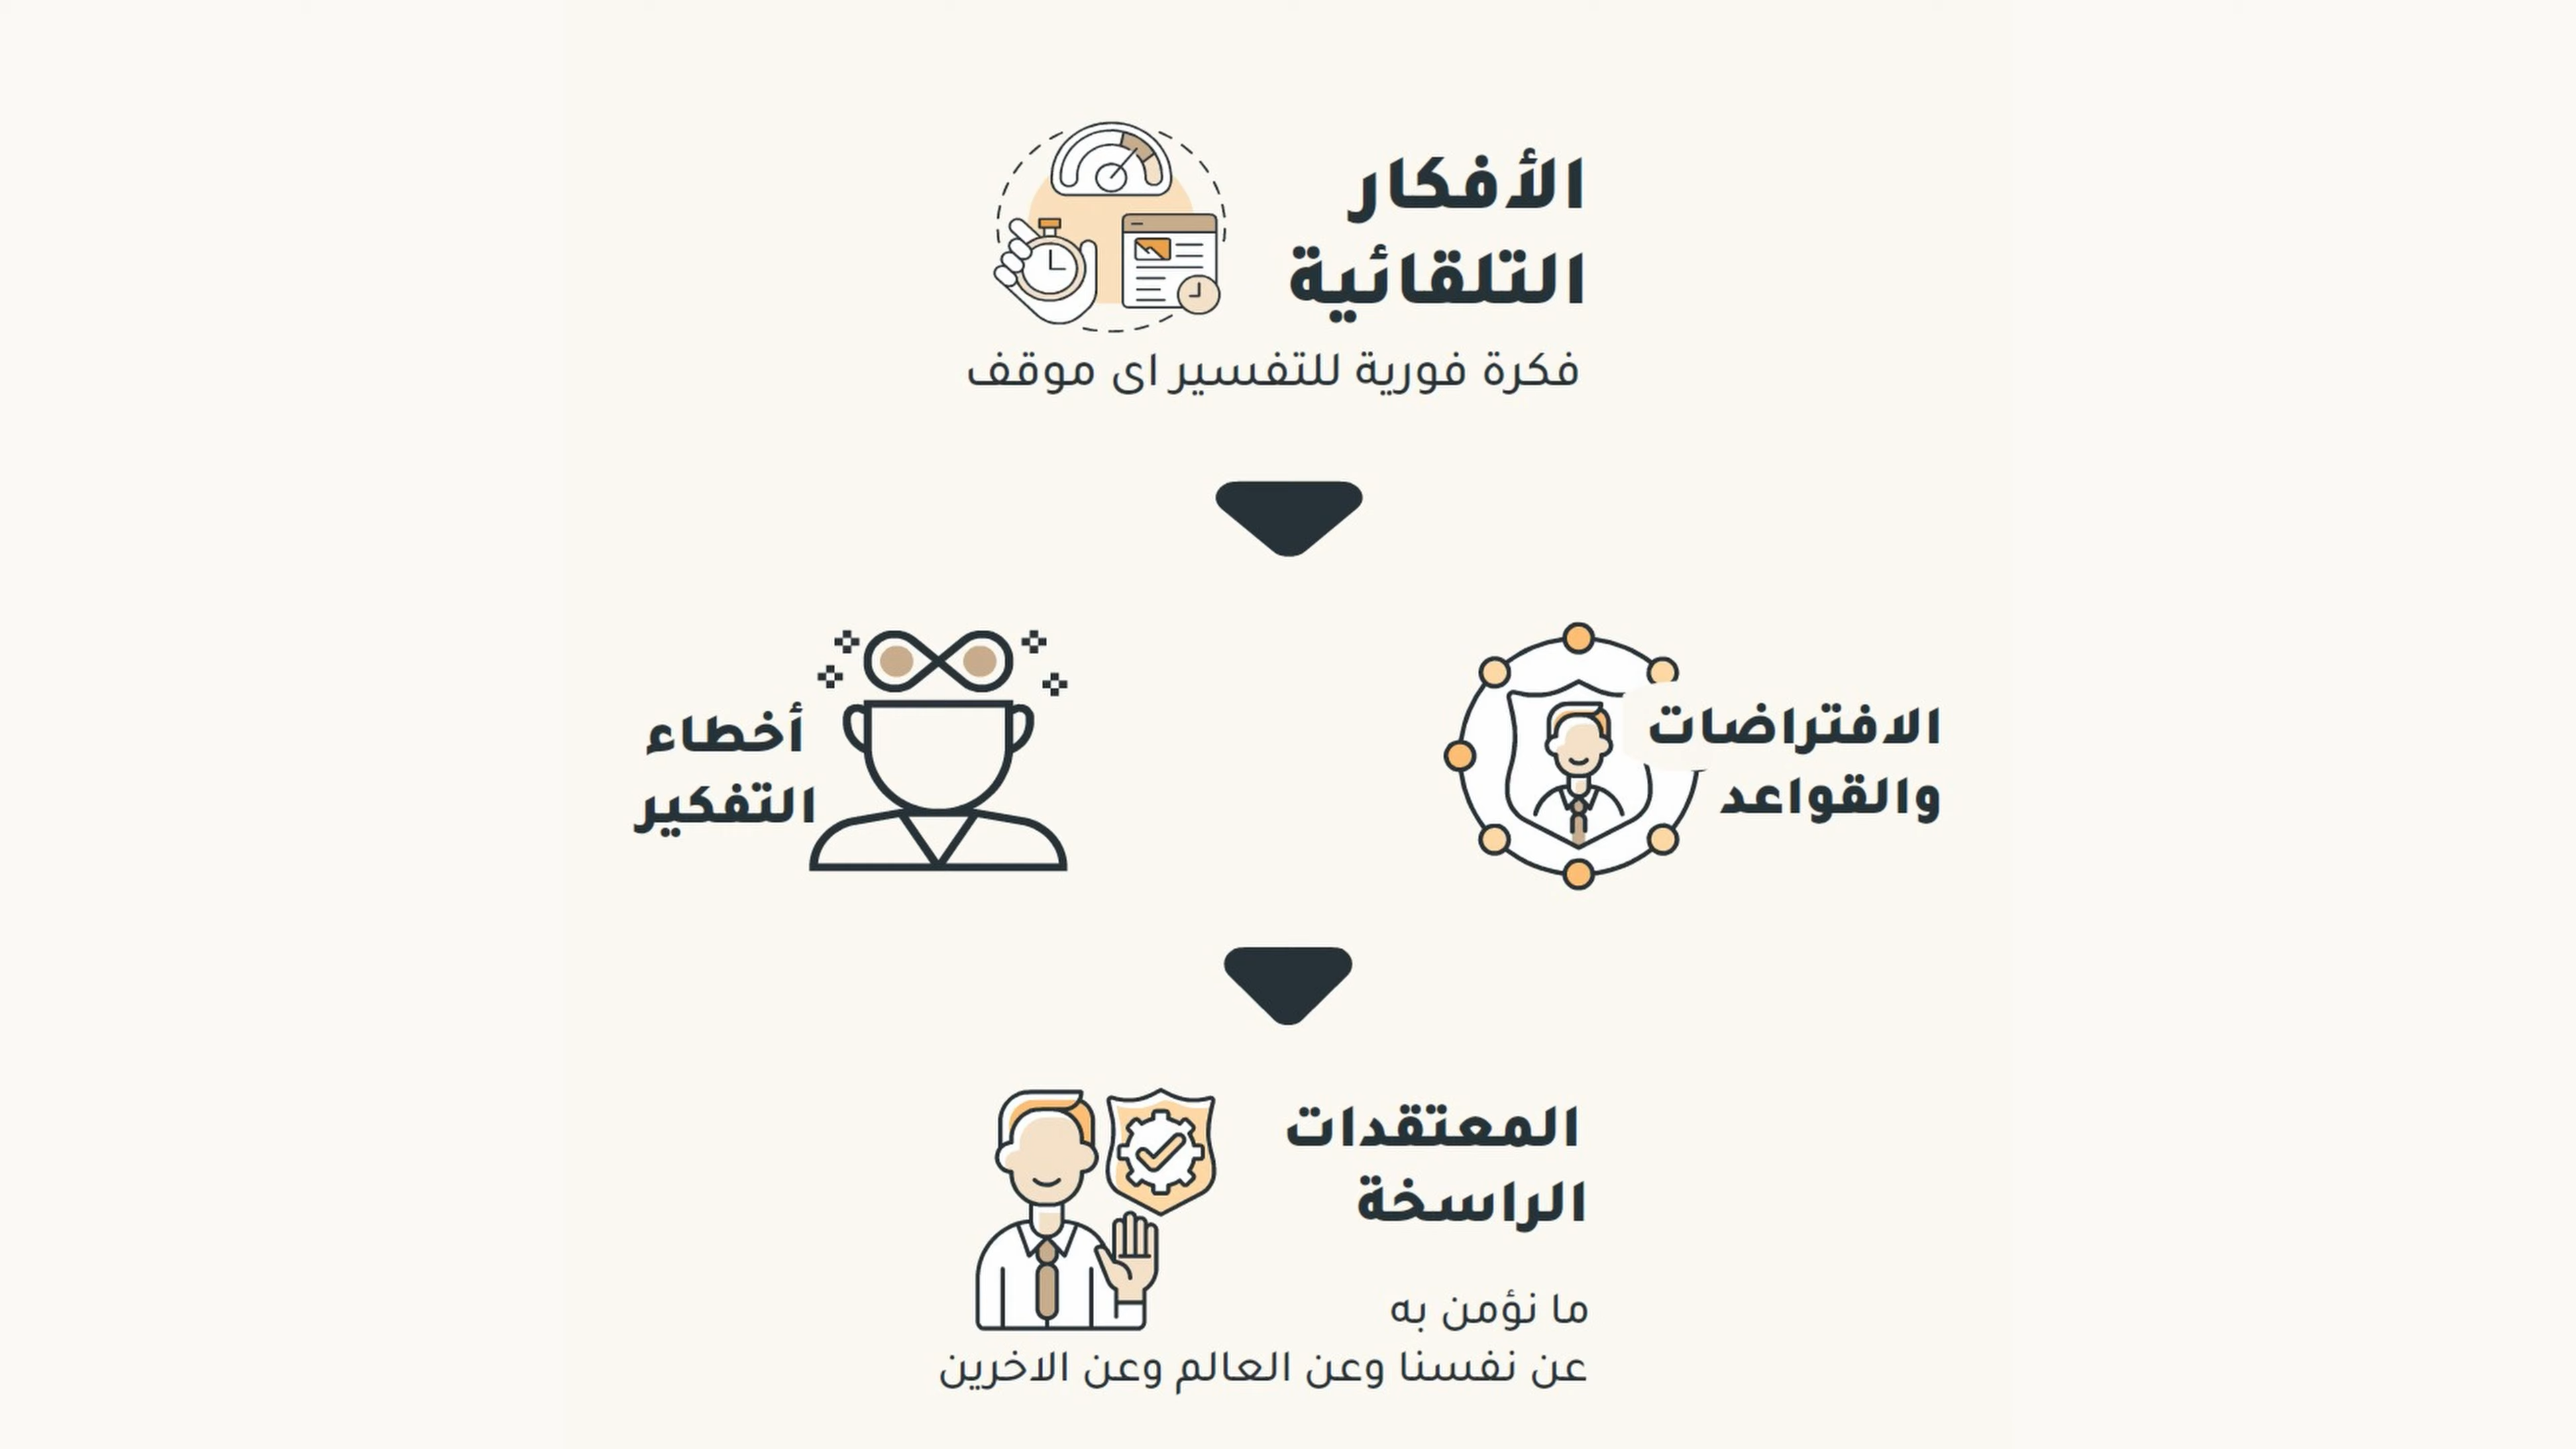 الأفكار
التلقائية
فكرة فورية للتفسير اى موقف
الافتراضات
والقواعد
أخطاء
التفكير
المعتقدات
الراسخة
ما نؤمن به
عن نفسنا وعن العالم وعن الاخرين